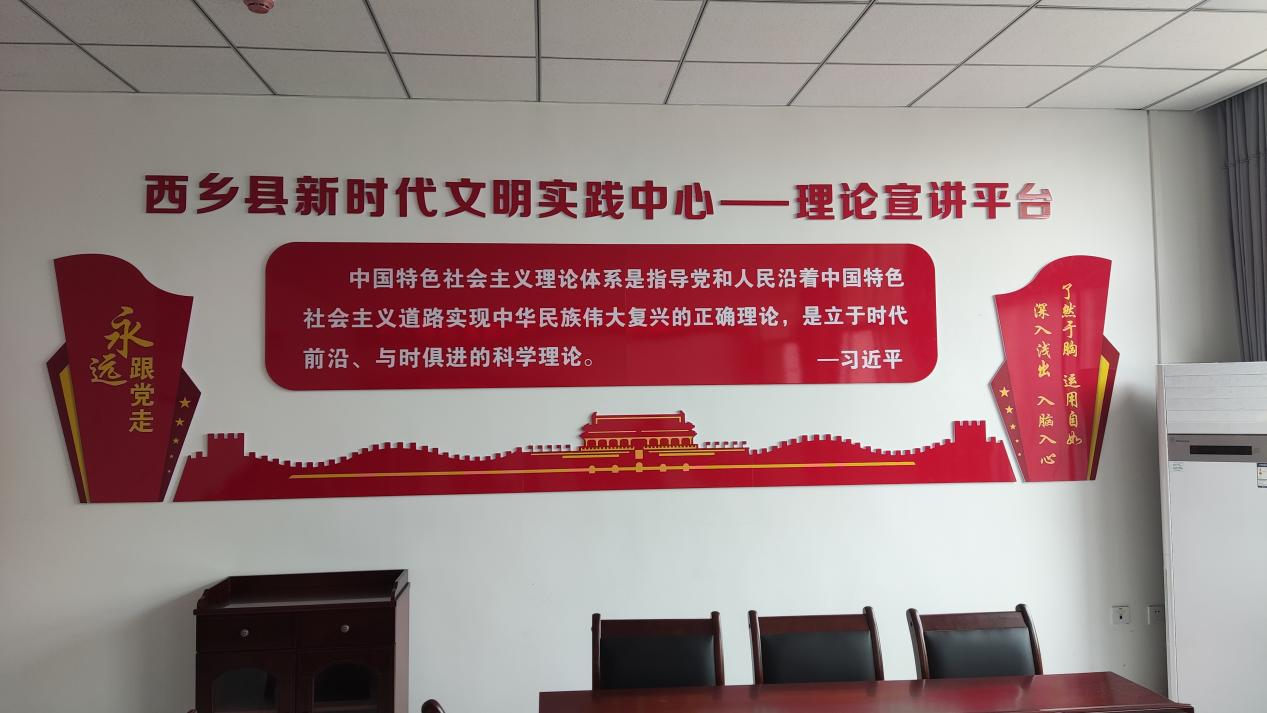 西乡县新时代文明实践中心——理论宣讲平台
永远
跟党走
中国特色社会主义理论体系是指导党和人民沿着中国特色
社会主义道路实现中华民族伟大复兴的正确理论，是立于时代
前沿、与时俱进的科学理论。
—习近平
了然于胸 运用自如
深入浅出 入脑入心